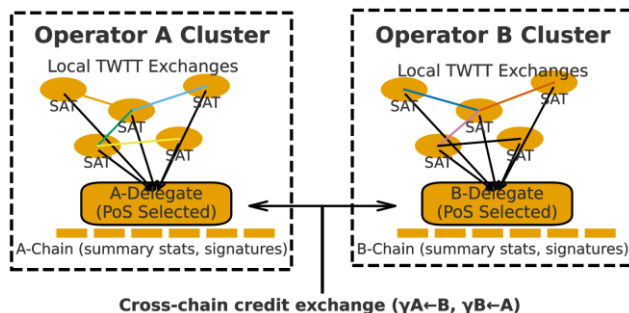 Operator A Cluster
Local TWTT Exchanges
SAT
SAT
SAT
SAT
SAT
A-Delegate
(PoS Selected)
A-Chain (summary stats, signatures)
Operator B Cluster
Local TWTT Exchanges
SAT
SAT
SAT
SAT
SAT
B-Delegate
(PoS Selected)
B-Chain (summary stats, signatures)
Cross-chain credit exchange (γA←B, γB←A)